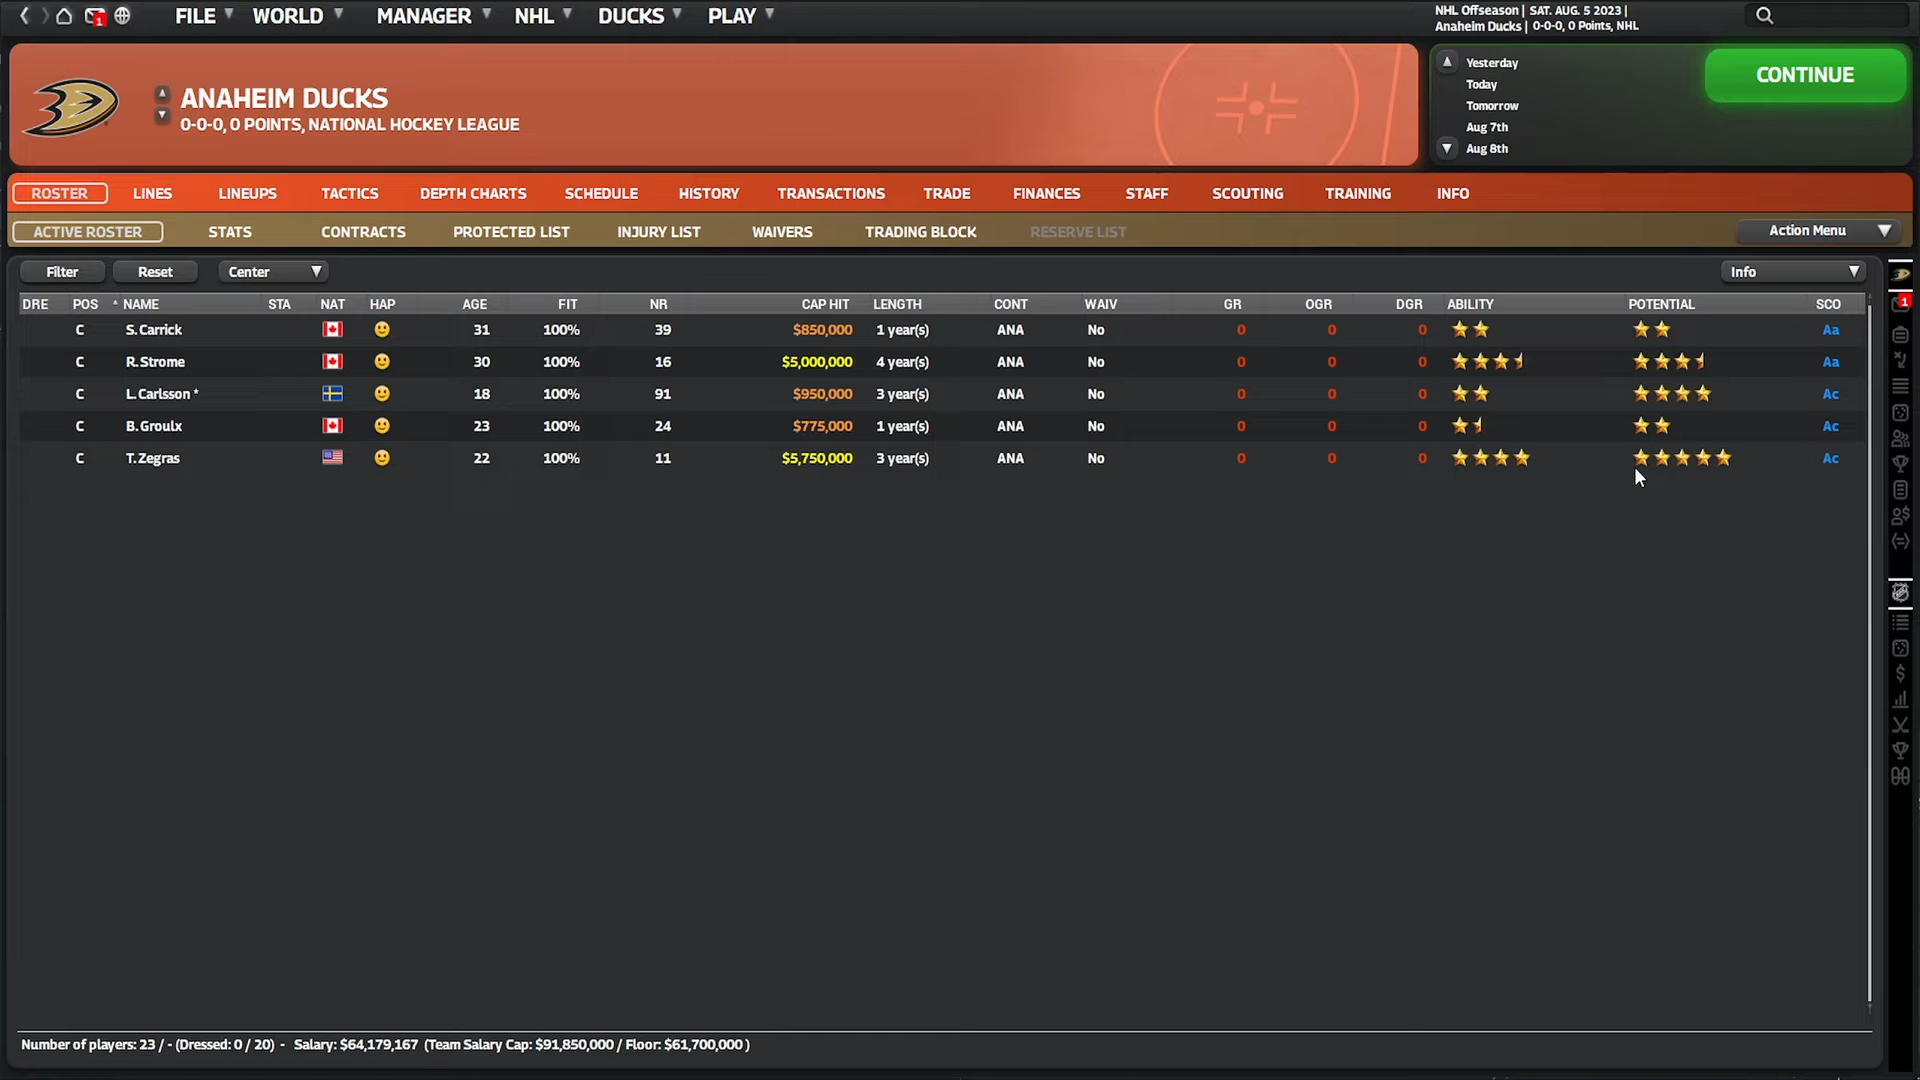 1 FILE WORLD MANAGER NHL DUCKS PLAY
NHL Offseason | SAT. AUG. 5 2023 |
Anaheim Ducks | 0-0-0, 0 Points, NHL
ANAHEIM DUCKS
0-0-0, 0 POINTS, NATIONAL HOCKEY LEAGUE
Yesterday
Today
Tomorrow
Aug 7th
Aug 8th
CONTINUE
ROSTER LINES LINEUPS TACTICS DEPTH CHARTS SCHEDULE HISTORY TRANSACTIONS TRADE FINANCES STAFF SCOUTING TRAINING INFO
ACTIVE ROSTER STATS CONTRACTS PROTECTED LIST INJURY LIST WAIVERS TRADING BLOCK RESERVE LIST Action Menu
Filter Reset Center Info
DRE POS NAME STA NAT HAP AGE FIT NR CAP HIT LENGTH CONT WAIV GR OGR DGR ABILITY POTENTIAL SCO
1
C S. Carrick 31 100% 39 $850,000 1 year(s) ANA No 0 0 0 Aa
C R. Strome 30 100% 16 $5,000,000 4 year(s) ANA No 0 0 0 Aa
C L. Carlsson * 18 100% 91 $950,000 3 year(s) ANA No 0 0 0 Ac
C B. Groulx 23 100% 24 $775,000 1 year(s) ANA No 0 0 0 Ac
C T. Zegras 22 100% 11 $5,750,000 3 year(s) ANA No 0 0 0 Ac
Number of players: 23 / - (Dressed: 0 / 20) - Salary: $64,179,167 (Team Salary Cap: $91,850,000 / Floor: $61,700,000 )